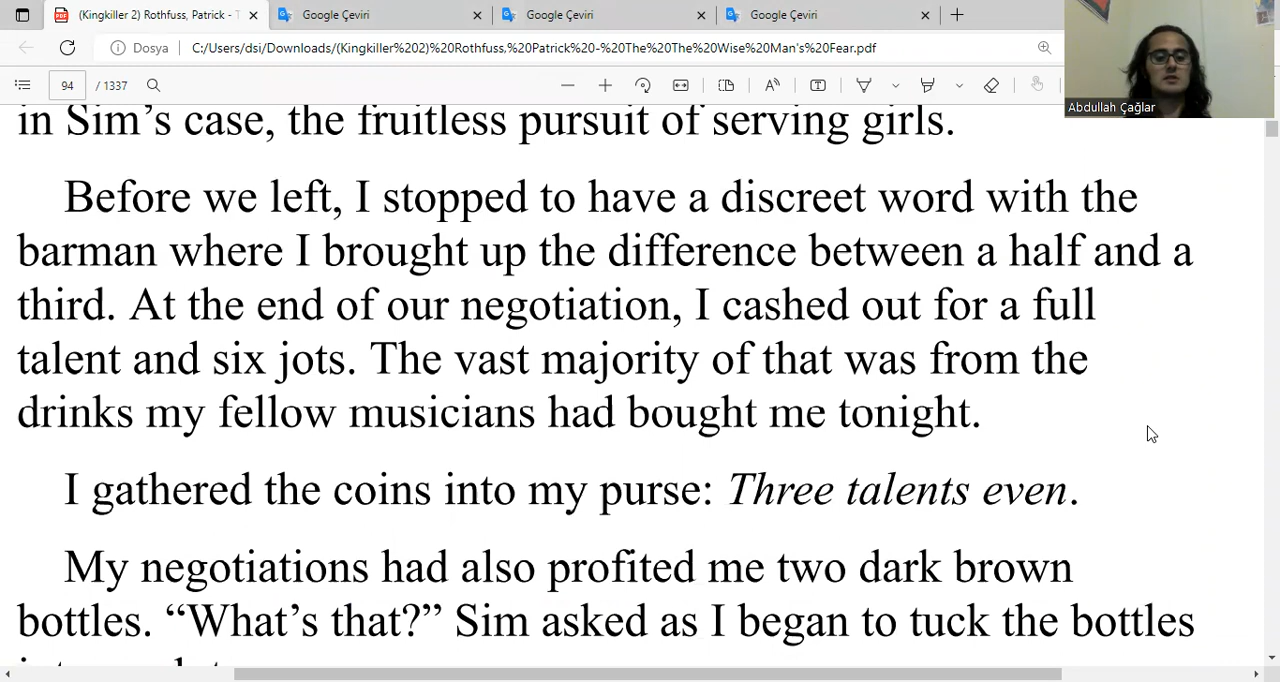 (Kingkiller 2) Rothfuss, Patrick - T
Google Çeviri
Google Çeviri
Google Çeviri
Dosya
C:/Users/dsi/Downloads/(Kingkiller%202)%20Rothfuss,%20Patrick%20-%20The%20The%20Wise%20Man's%20Fear.pdf
94 / 1337
Abdullah Çağlar
in Sim’s case, the fruitless pursuit of serving girls.
Before we left, I stopped to have a discreet word with the
barman where I brought up the difference between a half and a
third. At the end of our negotiation, I cashed out for a full
talent and six jots. The vast majority of that was from the
drinks my fellow musicians had bought me tonight.
I gathered the coins into my purse: Three talents even.
My negotiations had also profited me two dark brown
bottles. “What’s that?” Sim asked as I began to tuck the bottles